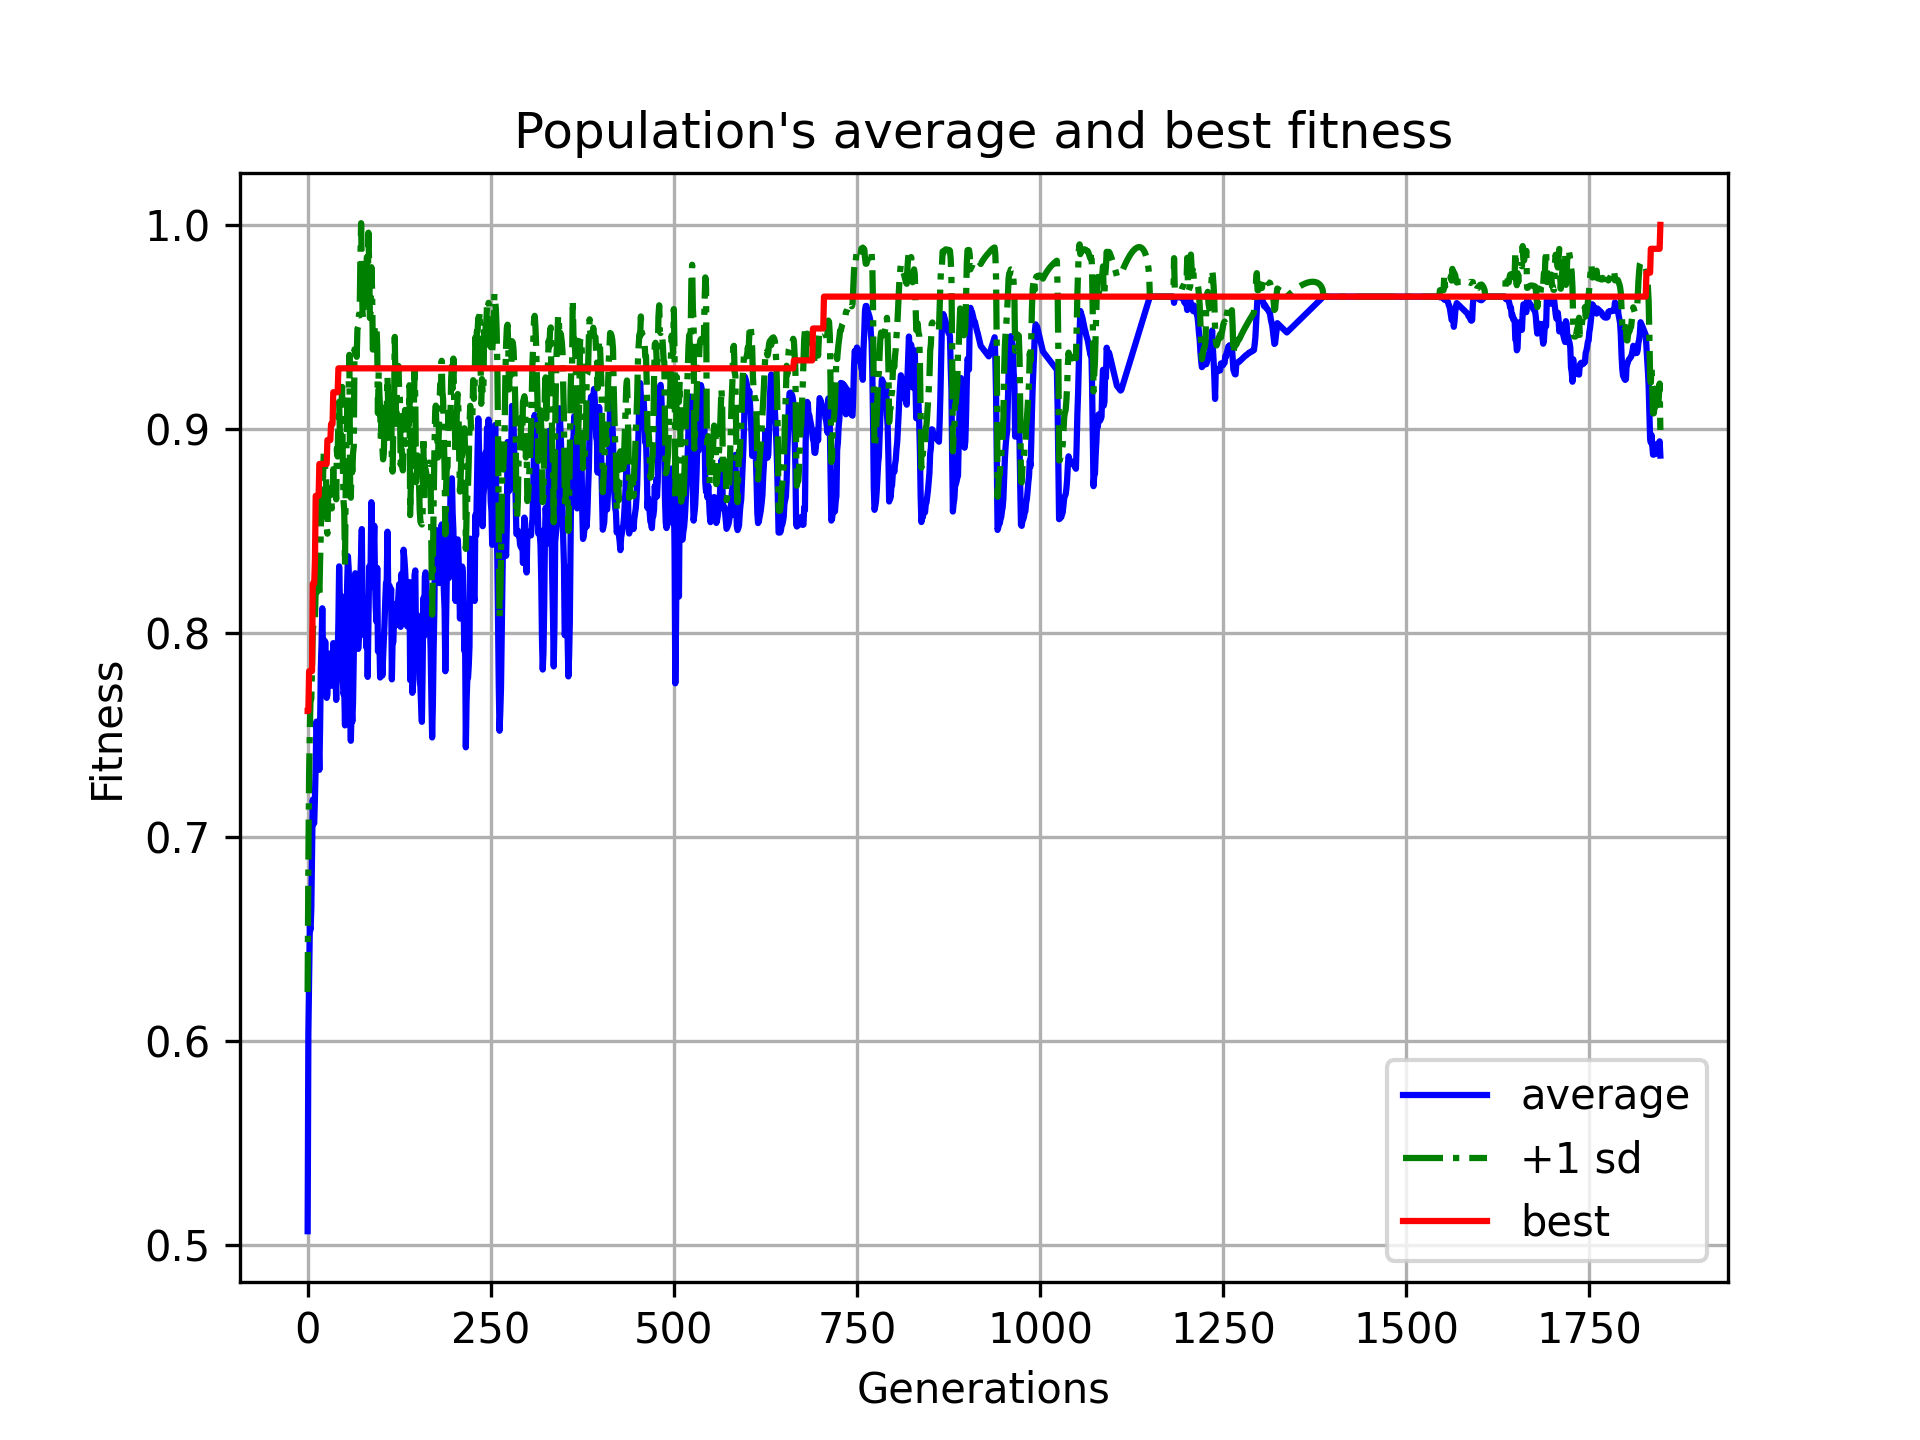 Population's average and best fitness
1.0
0.9
0.8
0.7
0.6
0.5
Fitness
0 250 500 750 1000 1250 1500 1750
Generations
average
+1 sd
best